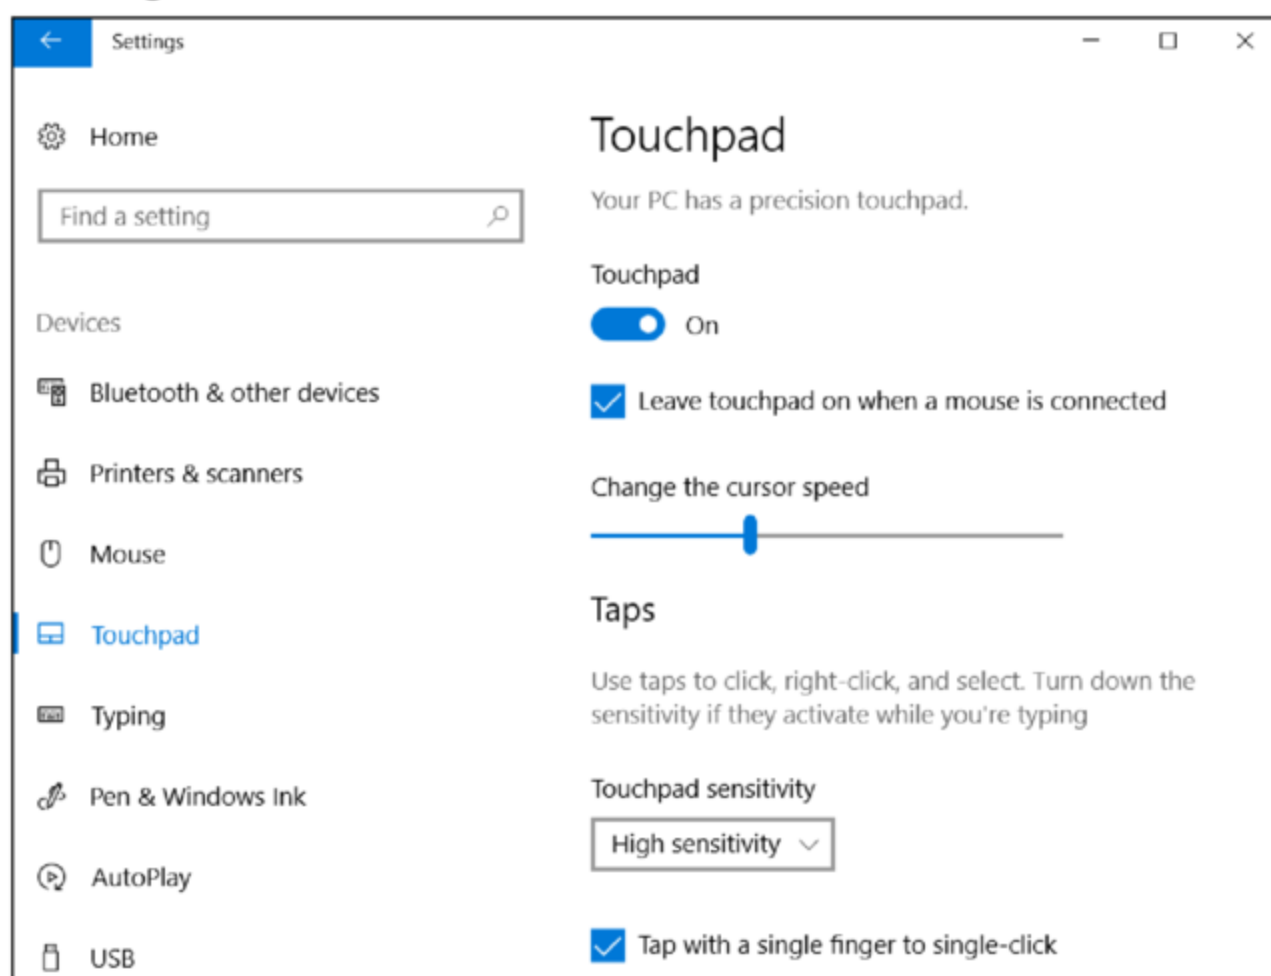 Settings
Home
Find a setting
Devices
Bluetooth & other devices
Printers & scanners
Mouse
Touchpad
Typing
Pen & Windows Ink
AutoPlay
USB
Touchpad
Your PC has a precision touchpad.
Touchpad
On
Leave touchpad on when a mouse is connected
Change the cursor speed
Taps
Use taps to click, right-click, and select. Turn down the
sensitivity if they activate while you're typing
Touchpad sensitivity
High sensitivity
Tap with a single finger to single-click